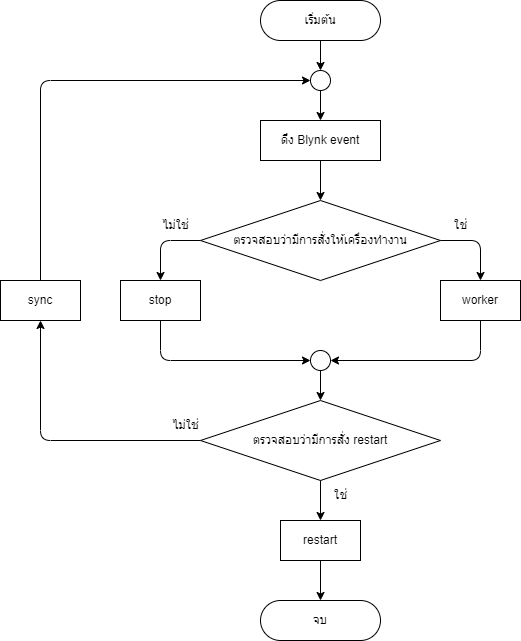 เริ่มต้น
ดึง Blynk event
ไม่ใช่
ใช่
ตรวจสอบว่ามีการสั่งให้เครื่องทำงาน
sync
stop
worker
ไม่ใช่
ตรวจสอบว่ามีการสั่ง restart
ใช่
restart
จบ